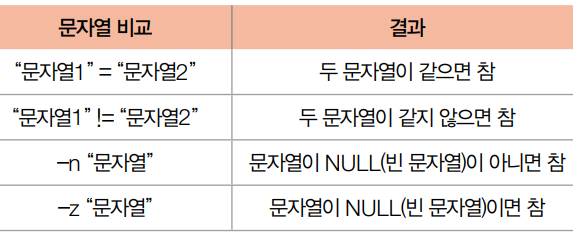 문자열 비교 결과
“문자열1” = “문자열2” 두 문자열이 같으면 참
“문자열1” != “문자열2” 두 문자열이 같지 않으면 참
–n “문자열” 문자열이 NULL(빈 문자열)이 아니면 참
–z “문자열” 문자열이 NULL(빈 문자열)이면 참